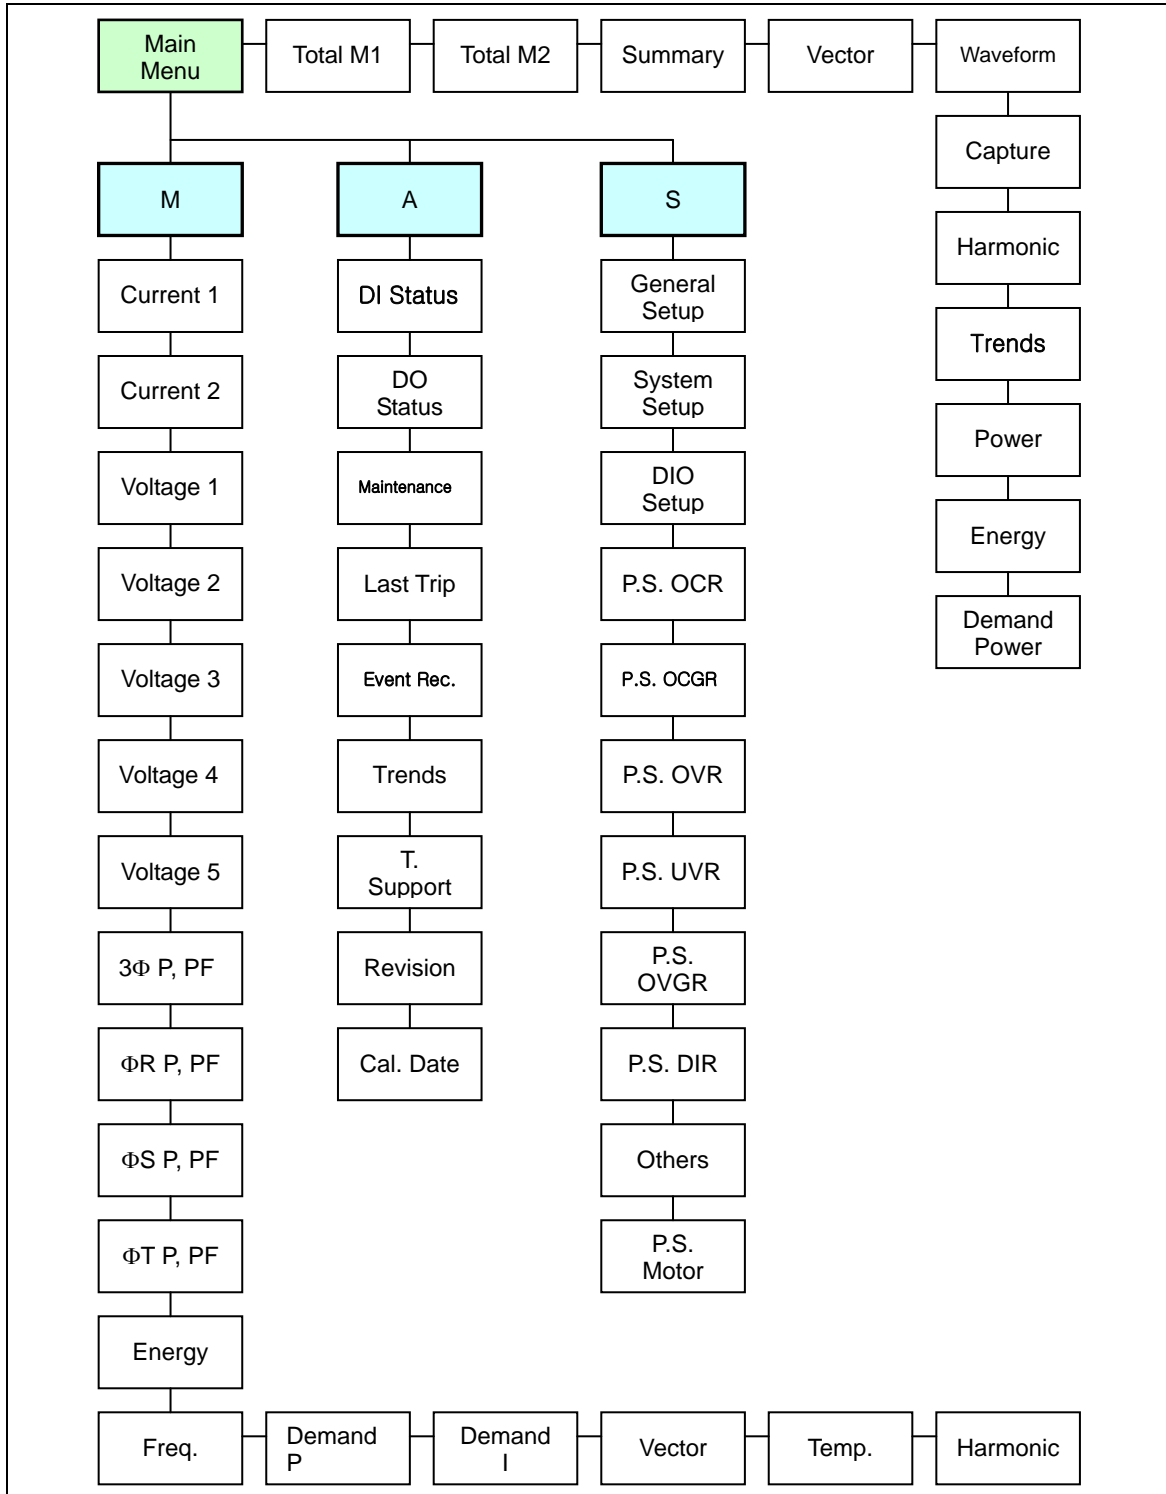 Main
Menu
Total M1
Total M2
Summary
Vector
Waveform
Capture
Harmonic
Trends
Power
Energy
Demand
Power
M
Current 1
Current 2
Voltage 1
Voltage 2
Voltage 3
Voltage 4
Voltage 5
3Φ P, PF
ΦR P, PF
ΦS P, PF
ΦT P, PF
Energy
Freq.
Demand
P
Demand
I
Vector
Temp.
Harmonic
A
DI Status
DO
Status
Maintenance
Last Trip
Event Rec.
Trends
T.
Support
Revision
Cal. Date
S
General
Setup
System
Setup
DIO
Setup
P.S. OCR
P.S. OCGR
P.S. OVR
P.S. UVR
P.S.
OVGR
P.S. DIR
Others
P.S.
Motor